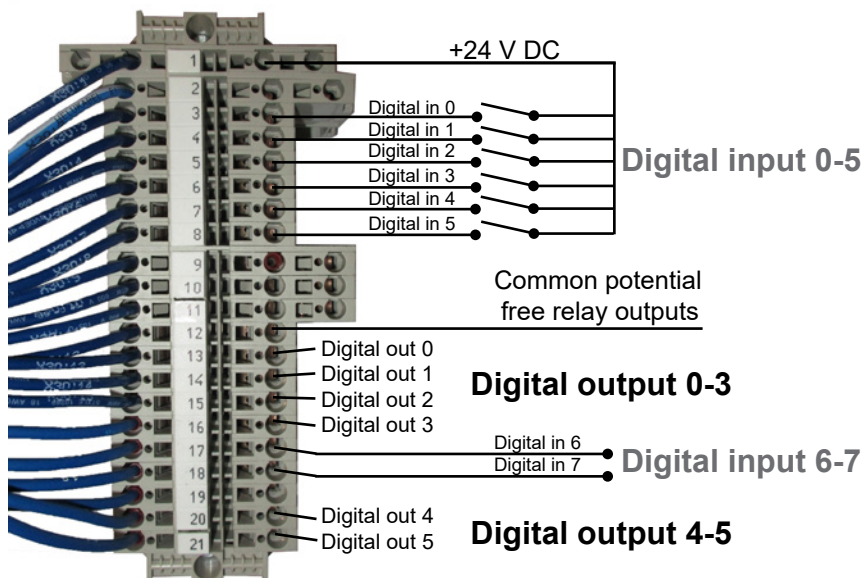 +24 V DC
1
2
3
4
5
6
7
8
9
10
11
12
13
14
15
16
17
18
19
20
21
Digital in 0
Digital in 1
Digital in 2
Digital in 3
Digital in 4
Digital in 5
Digital input 0-5
Common potential
free relay outputs
Digital out 0
Digital out 1
Digital out 2
Digital out 3
Digital output 0-3
Digital in 6
Digital in 7
Digital input 6-7
Digital out 4
Digital out 5
Digital output 4-5